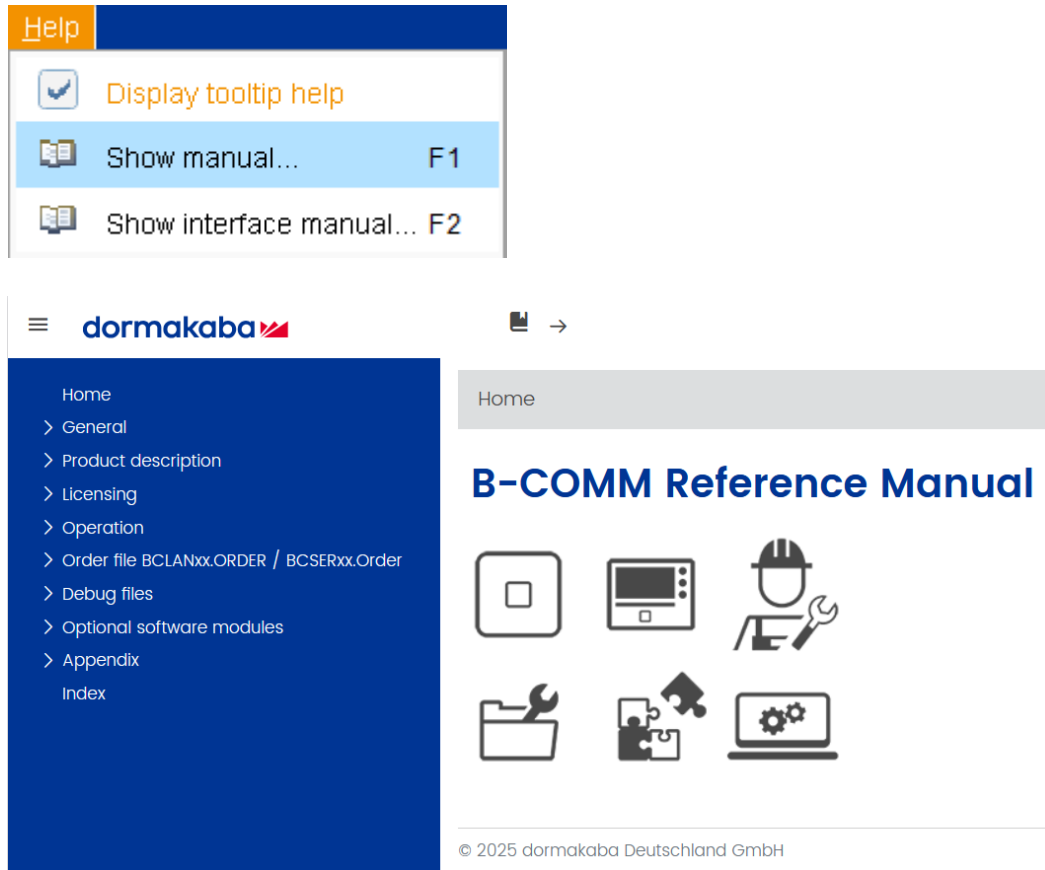 Help
Display tooltip help
Show manual... F1
Show interface manual... F2
dormakaba
Home
General
Product description
Licensing
Operation
Order file BCLANxx.ORDER / BCSERxx.Order
Debug files
Optional software modules
Appendix
Index
Home
B-COMM Reference Manual
© 2025 dormakaba Deutschland GmbH